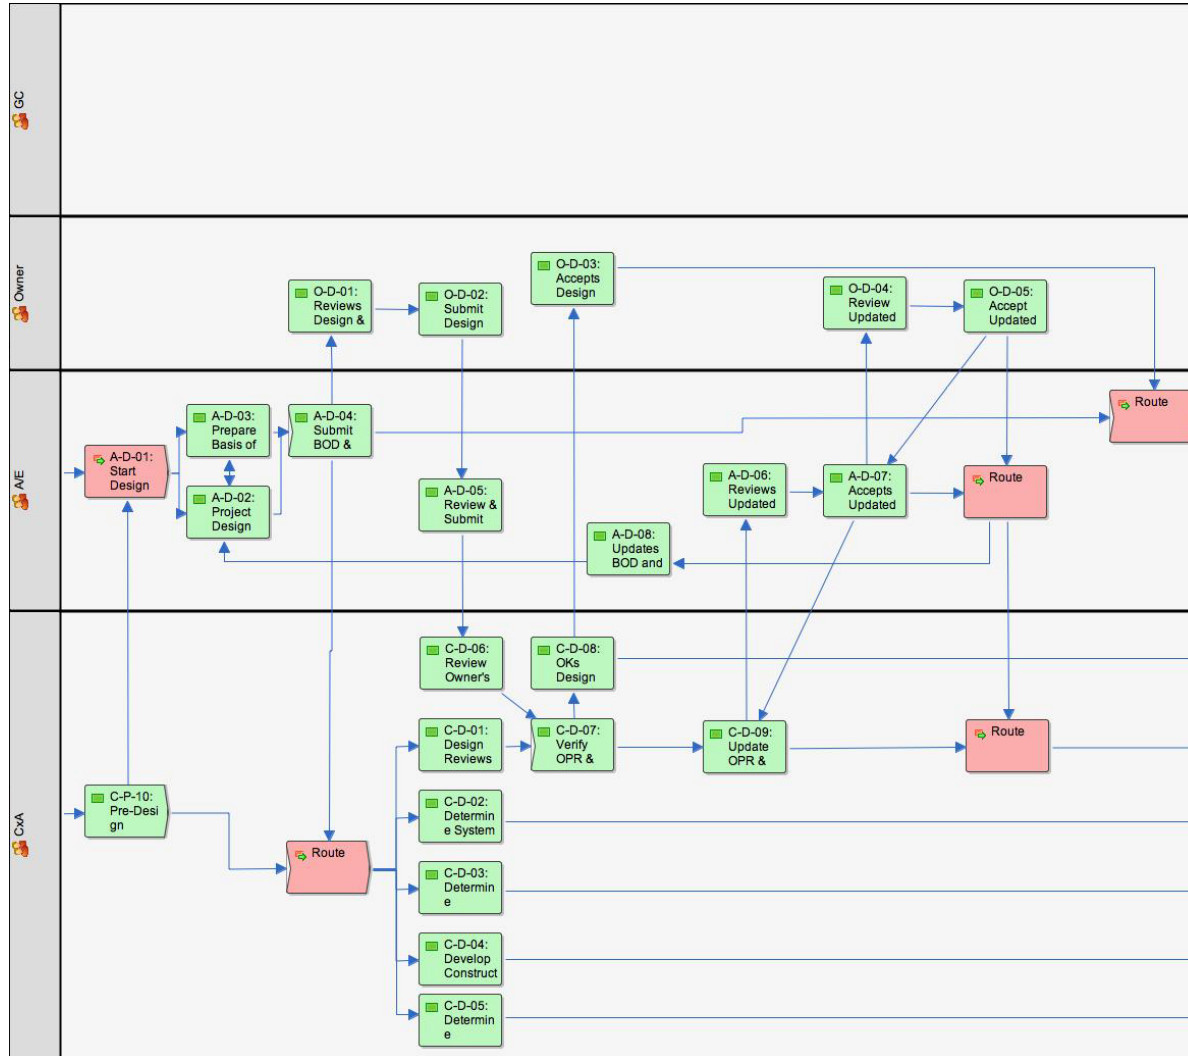 GC
Owner
O-D-01:
Reviews
Design &
O-D-02:
Submit
Design
O-D-03:
Accepts
Design
O-D-04:
Review
Updated
O-D-05:
Accept
Updated
A/E
A-D-01:
Start
Design
A-D-03:
Prepare
Basis of
A-D-02:
Project
Design
A-D-04:
Submit
BOD &
A-D-05:
Review &
Submit
A-D-08:
Updates
BOD and
A-D-06:
Reviews
Updated
A-D-07:
Accepts
Updated
Route
Route
CxA
C-P-10:
Pre-Desi
gn
Route
C-D-06:
Review
Owner's
C-D-08:
OKs
Design
C-D-01:
Design
Reviews
C-D-07:
Verify
OPR &
C-D-09:
Update
OPR &
Route
C-D-02:
Determin
e System
C-D-03:
Determin
e
C-D-04:
Develop
Construct
C-D-05:
Determin
e